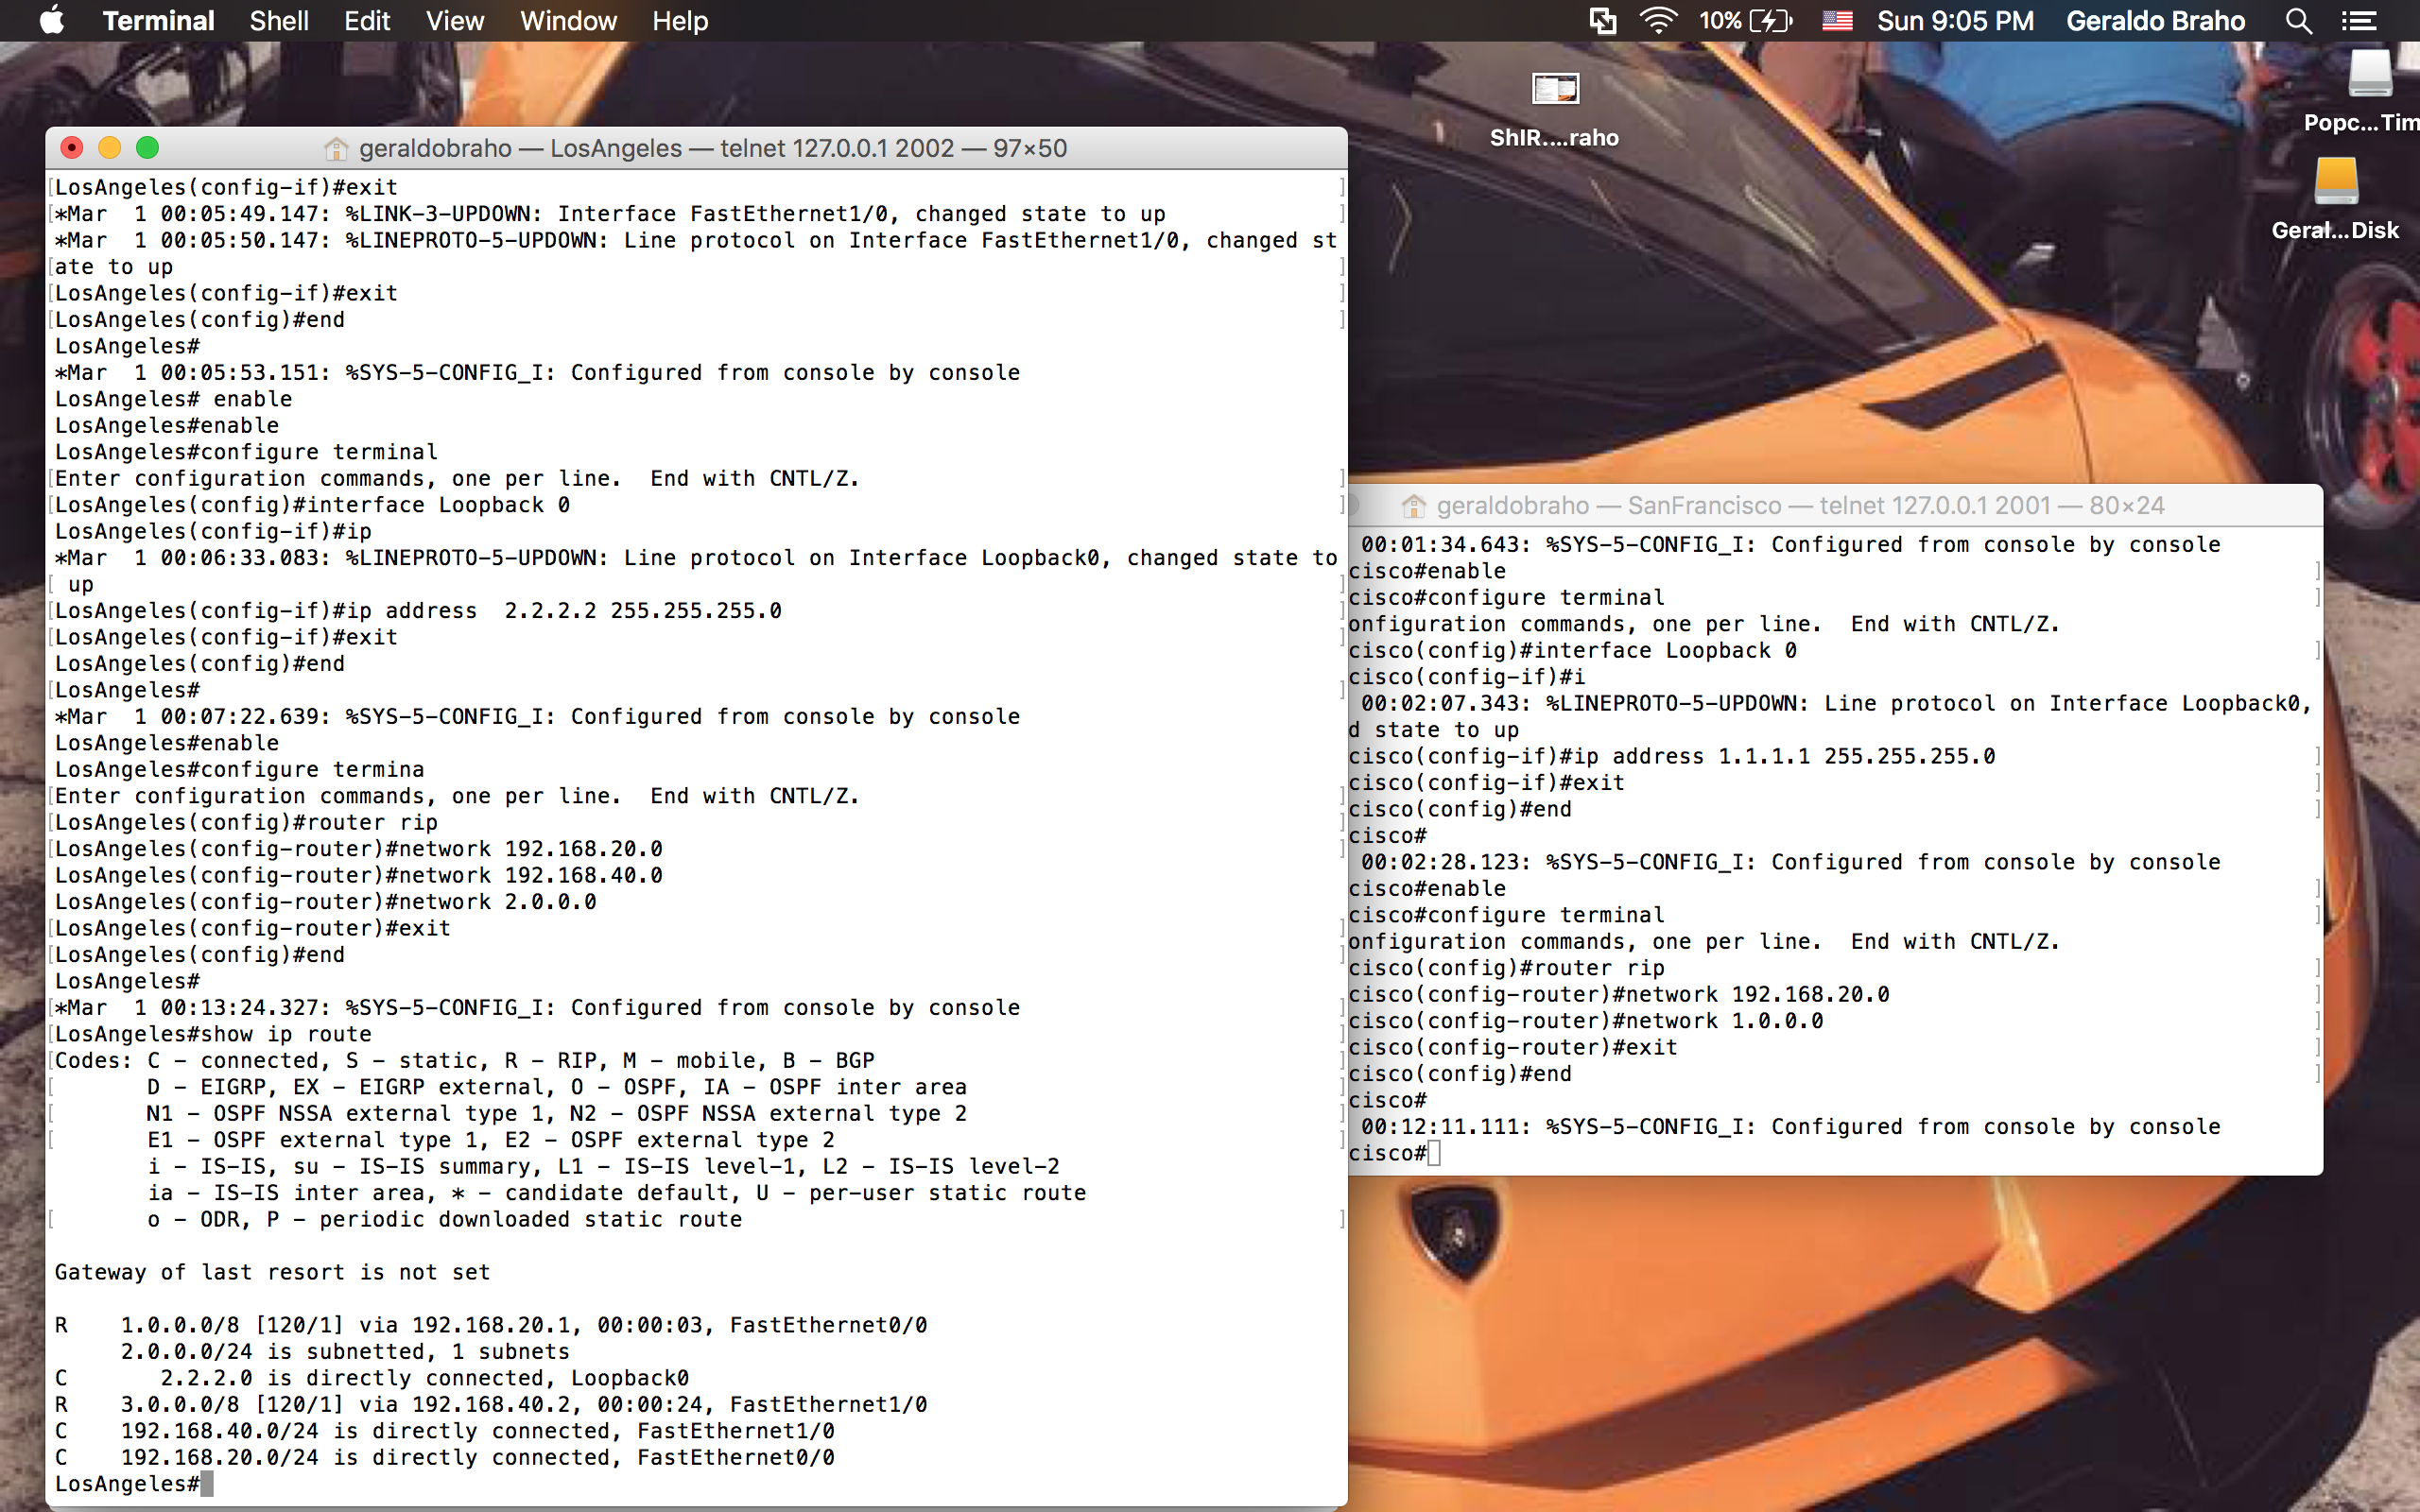 Terminal Shell Edit View Window Help 10% Sun 9:05 PM Geraldo Braho
ShIR....raho
Popc...Tim
Geral...Disk
geraldobraho — LosAngeles — telnet 127.0.0.1 2002 — 97×50
LosAngeles(config-if)#exit
*Mar  1 00:05:49.147: %LINK-3-UPDOWN: Interface FastEthernet1/0, changed state to up
*Mar  1 00:05:50.147: %LINEPROTO-5-UPDOWN: Line protocol on Interface FastEthernet1/0, changed st
ate to up
LosAngeles(config-if)#exit
LosAngeles(config)#end
LosAngeles#
*Mar  1 00:05:53.151: %SYS-5-CONFIG_I: Configured from console by console
LosAngeles# enable
LosAngeles#enable
LosAngeles#configure terminal
Enter configuration commands, one per line.  End with CNTL/Z.
LosAngeles(config)#interface Loopback 0
LosAngeles(config-if)#ip
*Mar  1 00:06:33.083: %LINEPROTO-5-UPDOWN: Line protocol on Interface Loopback0, changed state to
 up
LosAngeles(config-if)#ip address  2.2.2.2 255.255.255.0
LosAngeles(config-if)#exit
LosAngeles(config)#end
LosAngeles#
*Mar  1 00:07:22.639: %SYS-5-CONFIG_I: Configured from console by console
LosAngeles#enable
LosAngeles#configure termina
Enter configuration commands, one per line.  End with CNTL/Z.
LosAngeles(config)#router rip
LosAngeles(config-router)#network 192.168.20.0
LosAngeles(config-router)#network 192.168.40.0
LosAngeles(config-router)#network 2.0.0.0
LosAngeles(config-router)#exit
LosAngeles(config)#end
LosAngeles#
*Mar  1 00:13:24.327: %SYS-5-CONFIG_I: Configured from console by console
LosAngeles#show ip route
Codes: C - connected, S - static, R - RIP, M - mobile, B - BGP
       D - EIGRP, EX - EIGRP external, O - OSPF, IA - OSPF inter area
       N1 - OSPF NSSA external type 1, N2 - OSPF NSSA external type 2
       E1 - OSPF external type 1, E2 - OSPF external type 2
       i - IS-IS, su - IS-IS summary, L1 - IS-IS level-1, L2 - IS-IS level-2
       ia - IS-IS inter area, * - candidate default, U - per-user static route
       o - ODR, P - periodic downloaded static route
Gateway of last resort is not set
R    1.0.0.0/8 [120/1] via 192.168.20.1, 00:00:03, FastEthernet0/0
     2.0.0.0/24 is subnetted, 1 subnets
C       2.2.2.0 is directly connected, Loopback0
R    3.0.0.0/8 [120/1] via 192.168.40.2, 00:00:24, FastEthernet1/0
C    192.168.40.0/24 is directly connected, FastEthernet1/0
C    192.168.20.0/24 is directly connected, FastEthernet0/0
LosAngeles#
geraldobraho — SanFrancisco — telnet 127.0.0.1 2001 — 80×24
00:01:34.643: %SYS-5-CONFIG_I: Configured from console by console
cisco#enable
cisco#configure terminal
onfiguration commands, one per line.  End with CNTL/Z.
cisco(config)#interface Loopback 0
cisco(config-if)#i
00:02:07.343: %LINEPROTO-5-UPDOWN: Line protocol on Interface Loopback0,
d state to up
cisco(config-if)#ip address 1.1.1.1 255.255.255.0
cisco(config-if)#exit
cisco(config)#end
cisco#
00:02:28.123: %SYS-5-CONFIG_I: Configured from console by console
cisco#enable
cisco#configure terminal
onfiguration commands, one per line.  End with CNTL/Z.
cisco(config)#router rip
cisco(config-router)#network 192.168.20.0
cisco(config-router)#network 1.0.0.0
cisco(config-router)#exit
cisco(config)#end
cisco#
00:12:11.111: %SYS-5-CONFIG_I: Configured from console by console
cisco#